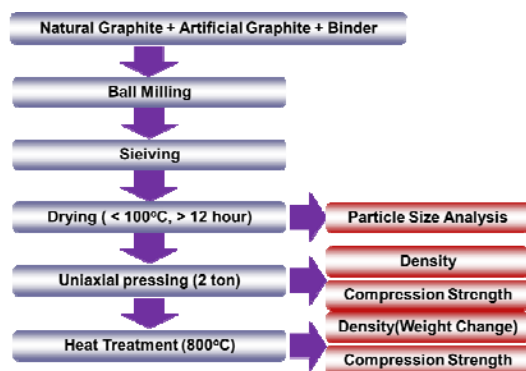 Natural Graphite + Artificial Graphite + Binder
Ball Milling
Sieiving
Drying ( < 100°C, > 12 hour)
Particle Size Analysis
Uniaxial pressing (2 ton)
Density
Compression Strength
Heat Treatment (800°C)
Density(Weight Change)
Compression Strength